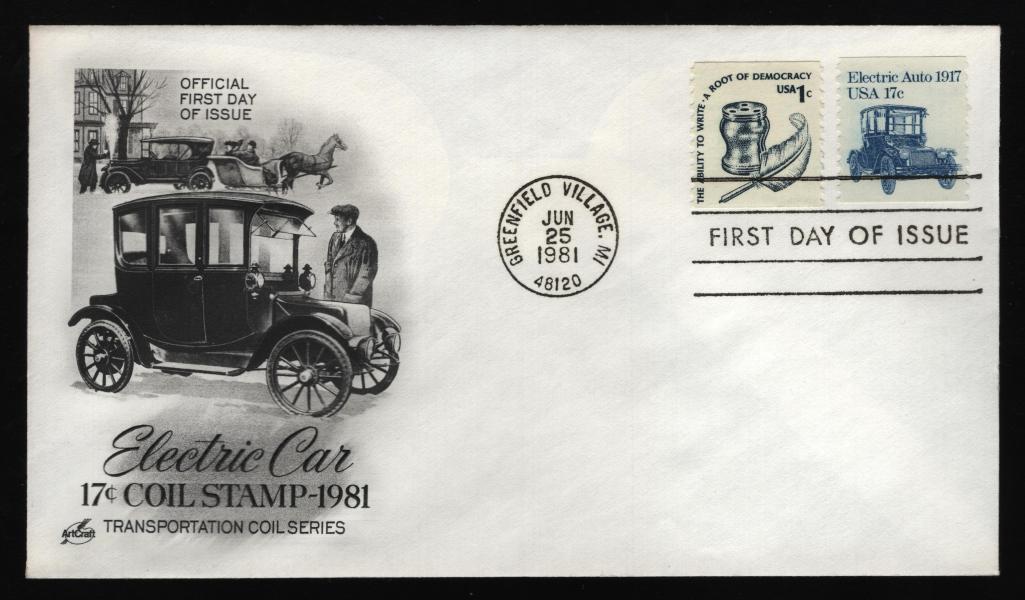 OFFICIAL
FIRST DAY
OF ISSUE
Electric Car
17¢ COIL STAMP-1981
TRANSPORTATION COIL SERIES
ArtCraft
GREENFIELD VILLAGE, MI
JUN
25
1981
48120
THE ABILITY TO WRITE · A ROOT OF DEMOCRACY
USA 1c
Electric Auto 1917
USA 17c
FIRST DAY OF ISSUE